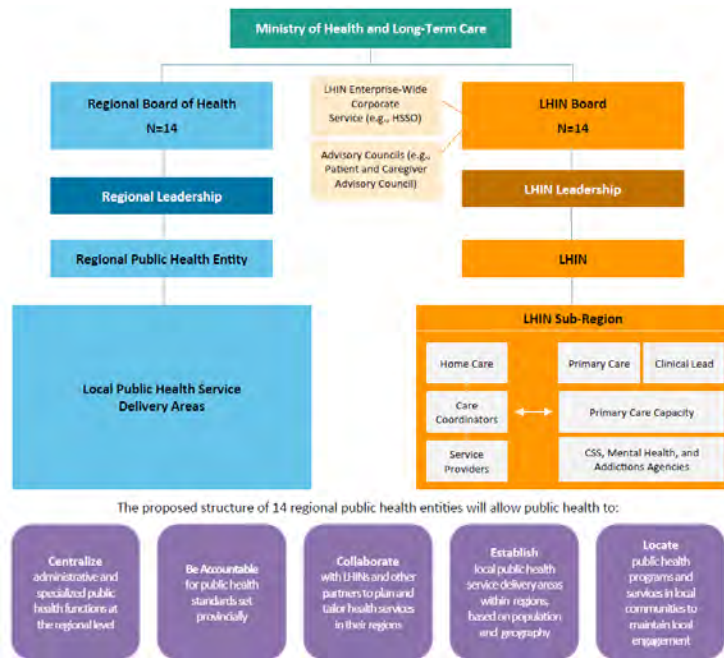 Ministry of Health and Long-Term Care
Regional Board of Health
N=14
LHIN Enterprise-Wide
Corporate
Service (e.g., HSSO)
Advisory Councils (e.g.,
Patient and Caregiver
Advisory Council)
LHIN Board
N=14
Regional Leadership
LHIN Leadership
Regional Public Health Entity
LHIN
Local Public Health Service
Delivery Areas
LHIN Sub-Region
Home Care
Primary Care
Clinical Lead
Care
Coordinators
Primary Care Capacity
Service
Providers
CSS, Mental Health, and
Addictions Agencies
The proposed structure of 14 regional public health entities will allow public health to:
Centralize
administrative and
specialized public
health functions at
the regional level
Be Accountable
for public health
standards set
provincially
Collaborate
with LHINs and other
partners to plan and
tailor health services
in their regions
Establish
local public health
service delivery areas
within regions,
based on population
and geography
Locate
public health
programs and
services in local
communities to
maintain local
engagement